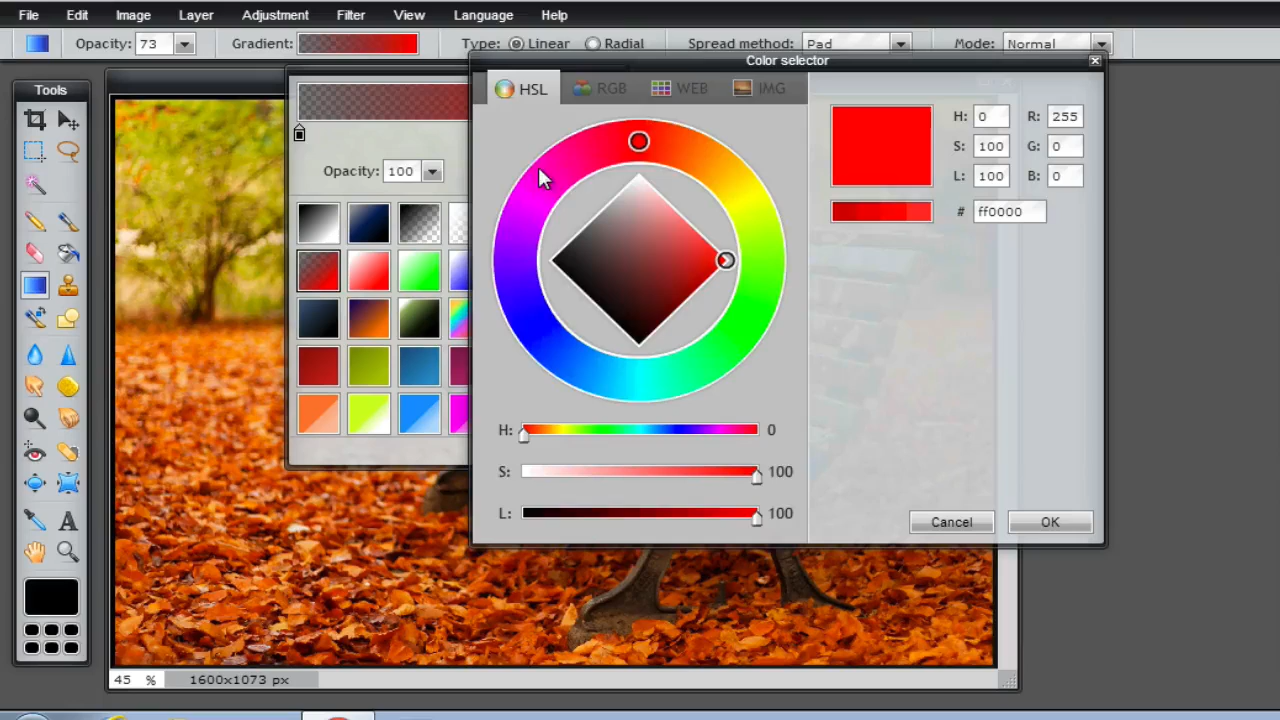 File Edit Image Layer Adjustment Filter View Language Help
Opacity: 73 Gradient: Type: Linear Radial Spread method: Pad Mode: Normal
Color selector
Tools
HSL RGB WEB IMG
H: 0 R: 255
S: 100 G: 0
L: 100 B: 0
# ff0000
Opacity: 100
H: 0
S: 100
L: 100
Cancel OK
45 % 1600x1073 px